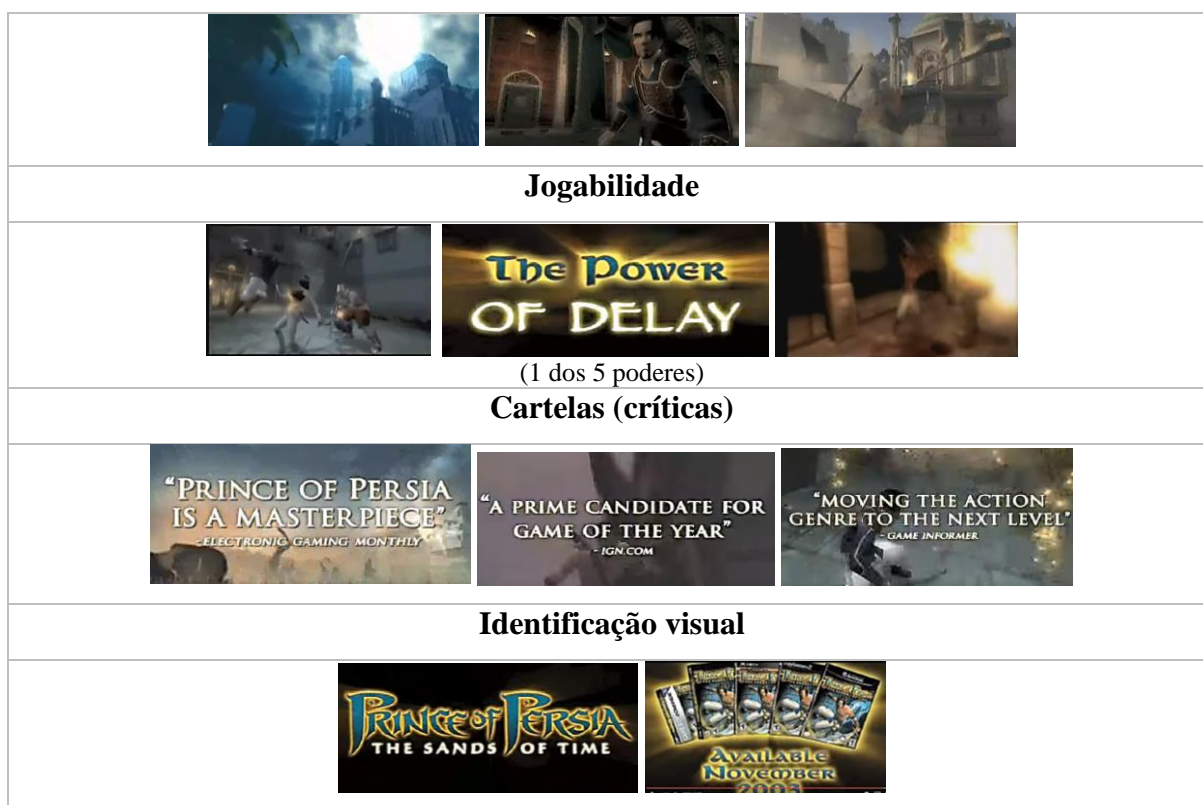 Jogabilidade
The Power
OF DELAY
(1 dos 5 poderes)
Cartelas (críticas)
"PRINCE OF PERSIA
IS A MASTERPIECE"
-ELECTRONIC GAMING MONTHLY
"A PRIME CANDIDATE FOR
GAME OF THE YEAR"
- IGN.COM
"MOVING THE ACTION
GENRE TO THE NEXT LEVEL"
- GAME INFORMER
Identificação visual
PRINCE OF PERSIA
THE SANDS OF TIME
AVAILABLE
NOVEMBER
2003